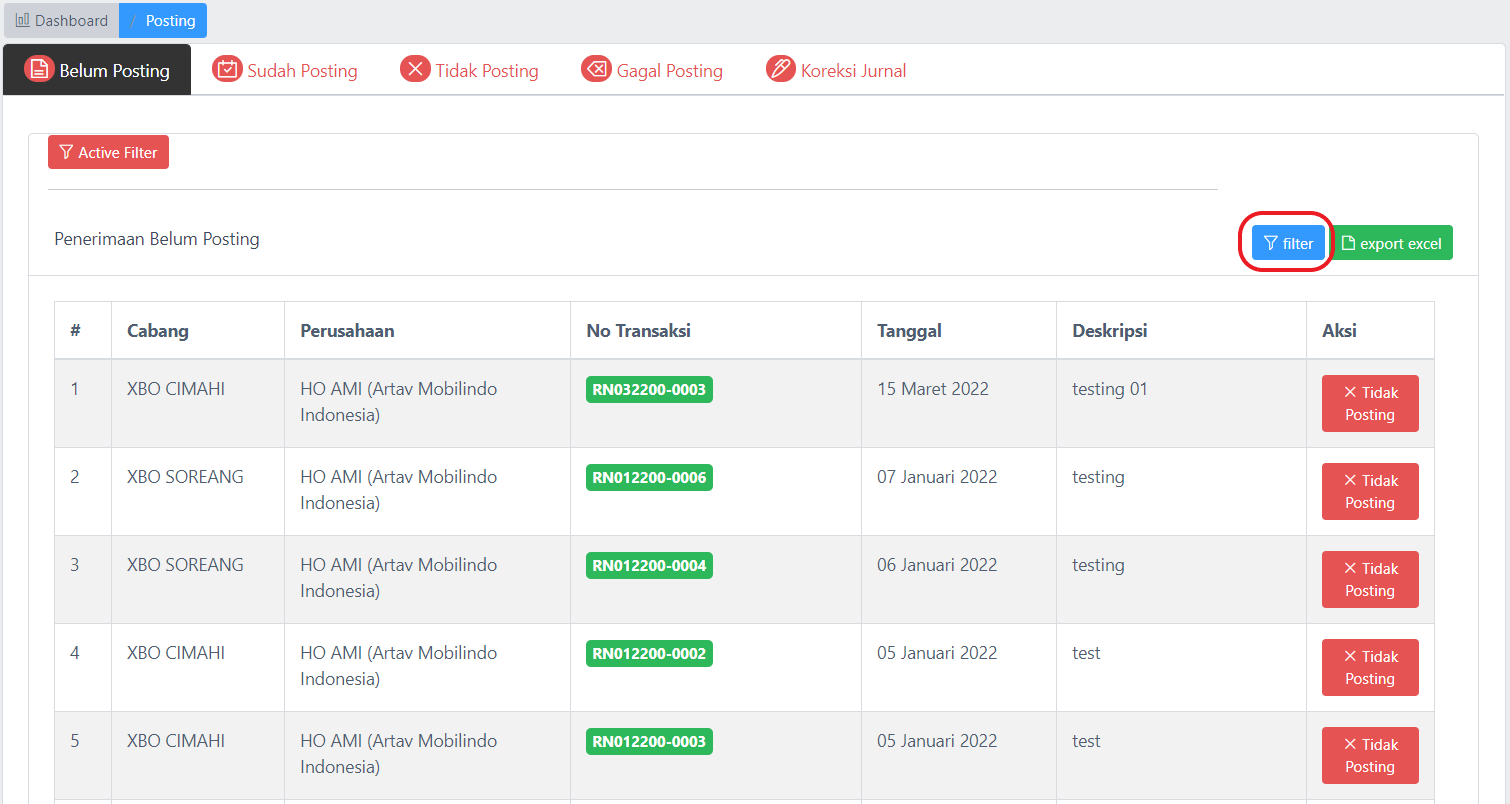 Dashboard / Posting
Belum Posting Sudah Posting Tidak Posting Gagal Posting Koreksi Jurnal
Active Filter
Penerimaan Belum Posting filter export excel
# Cabang Perusahaan No Transaksi Tanggal Deskripsi Aksi
1 XBO CIMAHI HO AMI (Artav Mobilindo RN032200-0003 15 Maret 2022 testing 01 Tidak
Indonesia) Posting
2 XBO SOREANG HO AMI (Artav Mobilindo RN012200-0006 07 Januari 2022 testing Tidak
Indonesia) Posting
3 XBO SOREANG HO AMI (Artav Mobilindo RN012200-0004 06 Januari 2022 testing Tidak
Indonesia) Posting
4 XBO CIMAHI HO AMI (Artav Mobilindo RN012200-0002 05 Januari 2022 test Tidak
Indonesia) Posting
5 XBO CIMAHI HO AMI (Artav Mobilindo RN012200-0003 05 Januari 2022 test Tidak
Indonesia) Posting